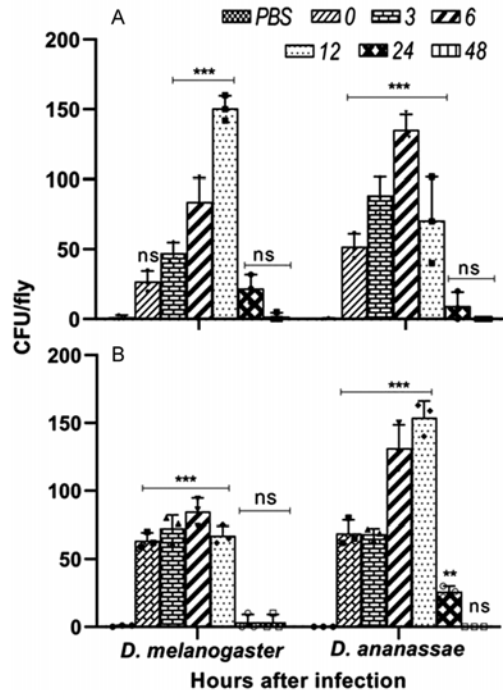 A
PBS 0 3 6
12 24 48
200
150
100
50
0
ns
***
ns
***
ns
CFU/fly
B
200
150
100
50
0
***
ns
***
**
ns
D. melanogaster D. ananassae
Hours after infection